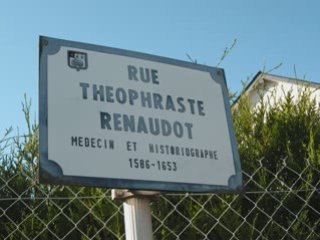 RUE
THEOPHRASTE
RENAUDOT
MEDECIN ET HISTORIOGRAPHE
1586-1653